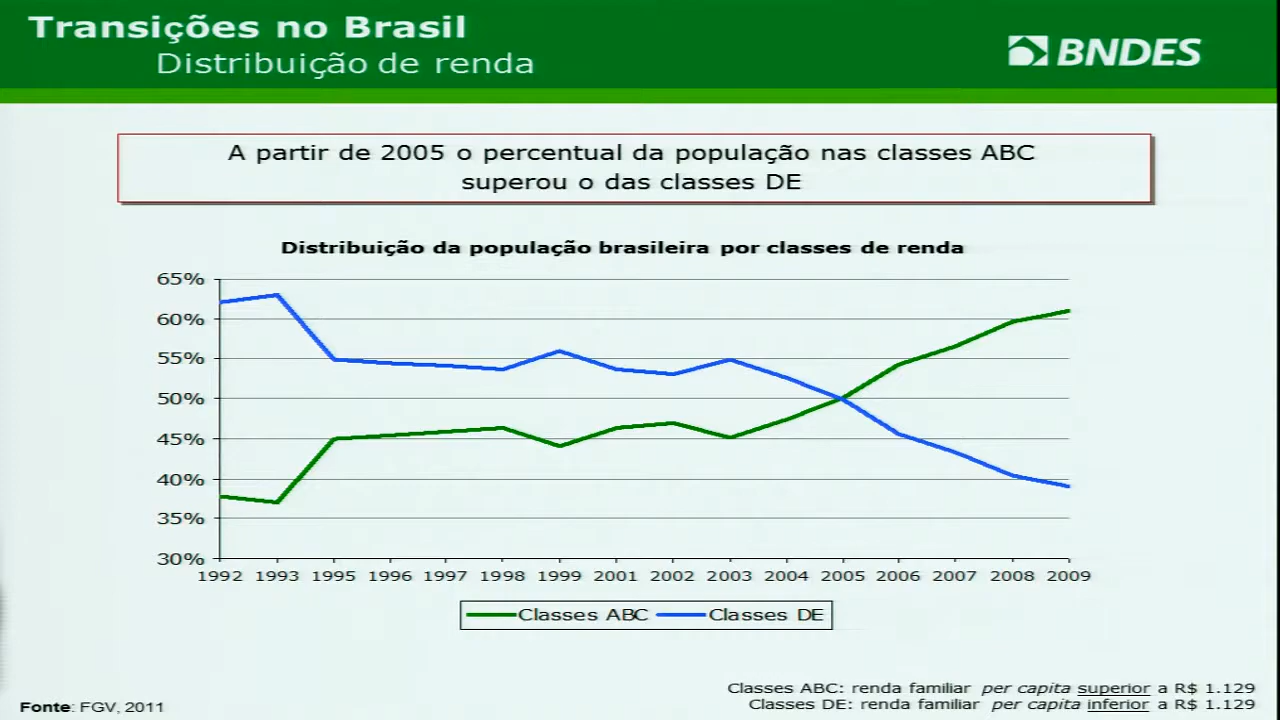 Transições no Brasil
Distribuição de renda
BNDES
A partir de 2005 o percentual da população nas classes ABC
superou o das classes DE
Distribuição da população brasileira por classes de renda
65%
60%
55%
50%
45%
40%
35%
30%
1992 1993 1995 1996 1997 1998 1999 2001 2002 2003 2004 2005 2006 2007 2008 2009
Classes ABC Classes DE
Classes ABC: renda familiar per capita superior a R$ 1.129
Classes DE: renda familiar per capita inferior a R$ 1.129
Fonte: FGV, 2011